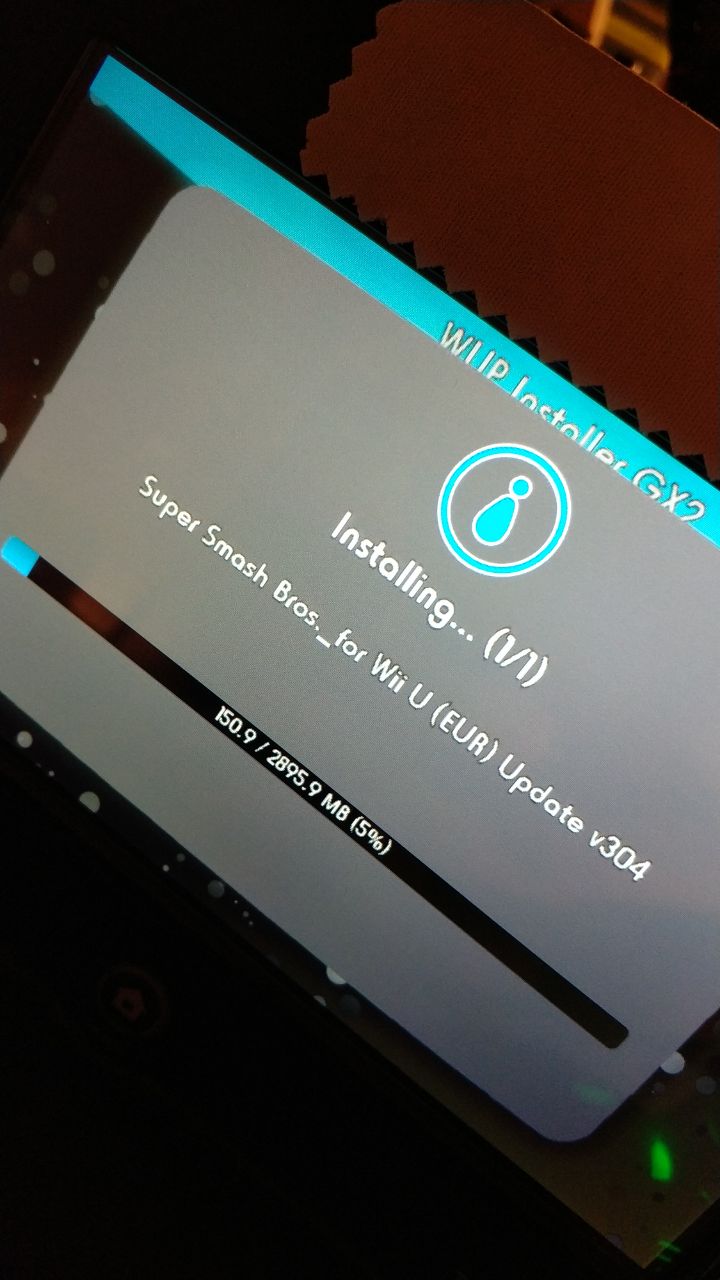 WUP Installer GX2
Installing... (1/1)
Super Smash Bros._for Wii U (EUR) Update v304
150.9 / 2895.9 MB (5%)